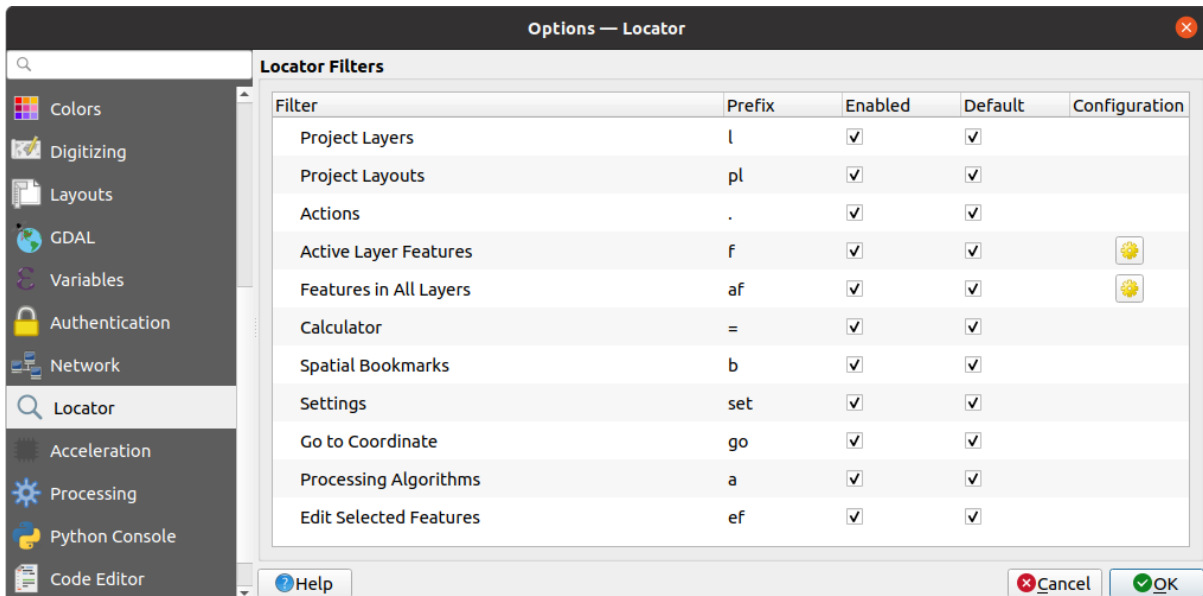 Options — Locator
Colors
Digitizing
Layouts
GDAL
Variables
Authentication
Network
Locator
Acceleration
Processing
Python Console
Code Editor
Locator Filters
Filter Prefix Enabled Default Configuration
Project Layers l
Project Layouts pl
Actions .
Active Layer Features f
Features in All Layers af
Calculator =
Spatial Bookmarks b
Settings set
Go to Coordinate go
Processing Algorithms a
Edit Selected Features ef
Help Cancel OK